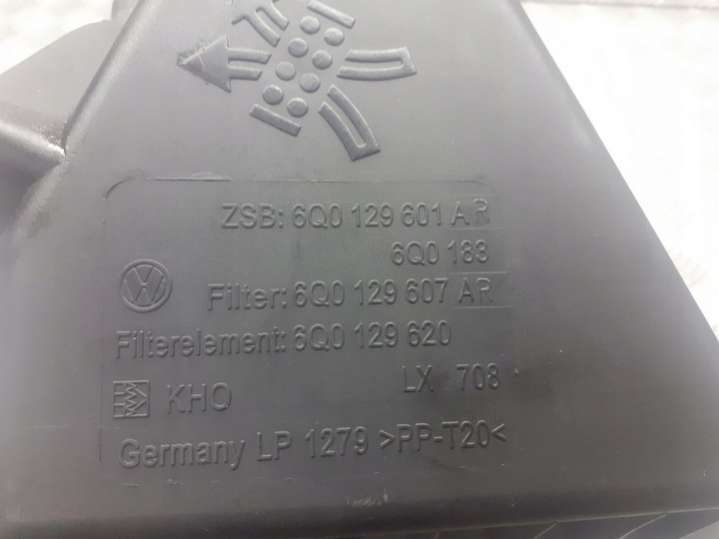 ZSB: 6Q0 129 601 AR
6Q0 183
Filter: 6Q0 129 607 AR
Filterelement: 6Q0 129 620
KHO LX 708
Germany LP 1279 >PP-T20<